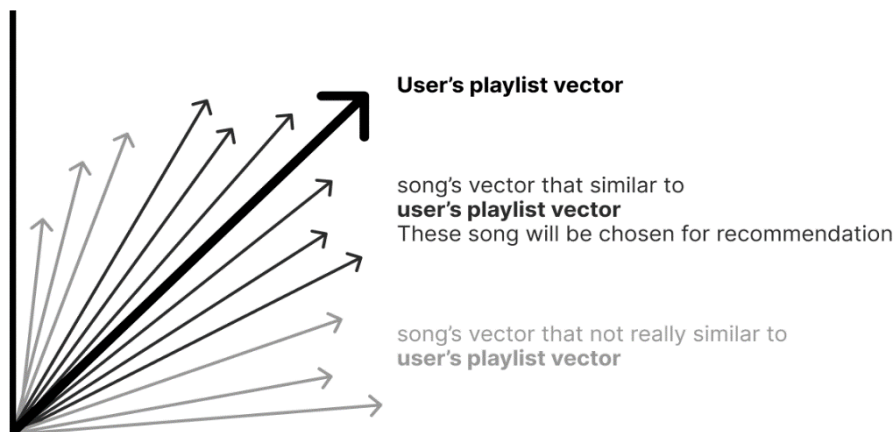 User’s playlist vector
song’s vector that similar to
user’s playlist vector
These song will be chosen for recommendation
song’s vector that not really similar to
user’s playlist vector